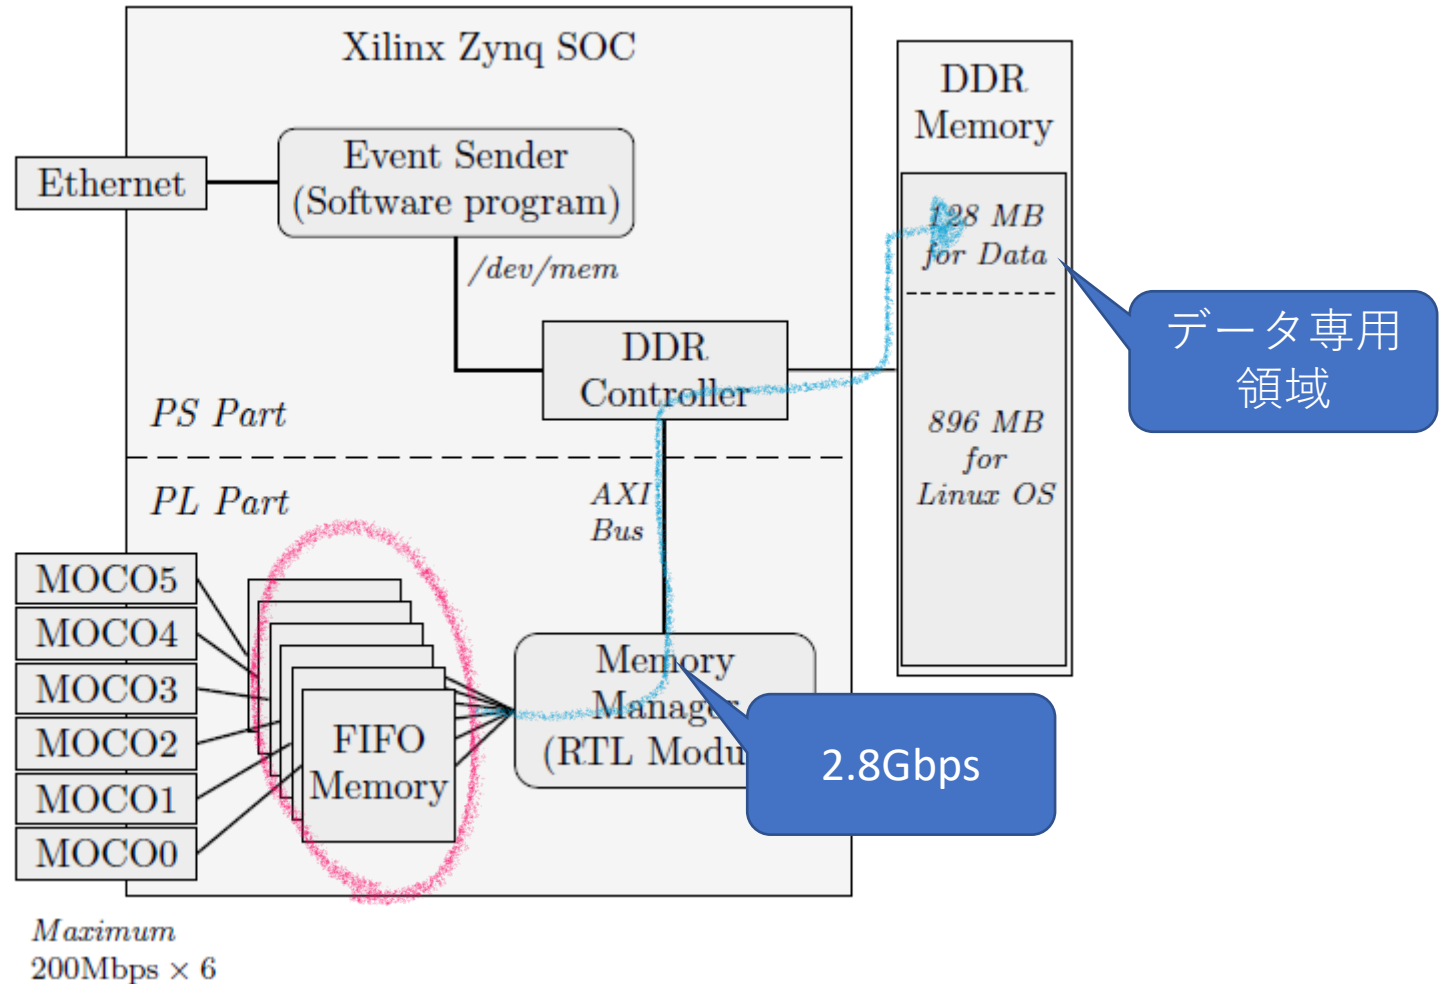 Xilinx Zynq SOC
Ethernet
Event Sender
(Software program)
/dev/mem
DDR
Controller
PS Part
PL Part
AXI
Bus
MOCO5
MOCO4
MOCO3
MOCO2
MOCO1
MOCO0
FIFO
Memory
Memory
Manager
(RTL Modu
2.8Gbps
Maximum
200Mbps × 6
DDR
Memory
128 MB
for Data
896 MB
for
Linux OS
データ専用
領域